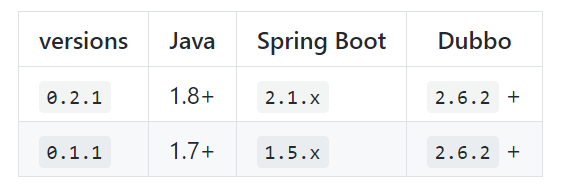 versions Java Spring Boot Dubbo
0.2.1 1.8+ 2.1.x 2.6.2 +
0.1.1 1.7+ 1.5.x 2.6.2 +